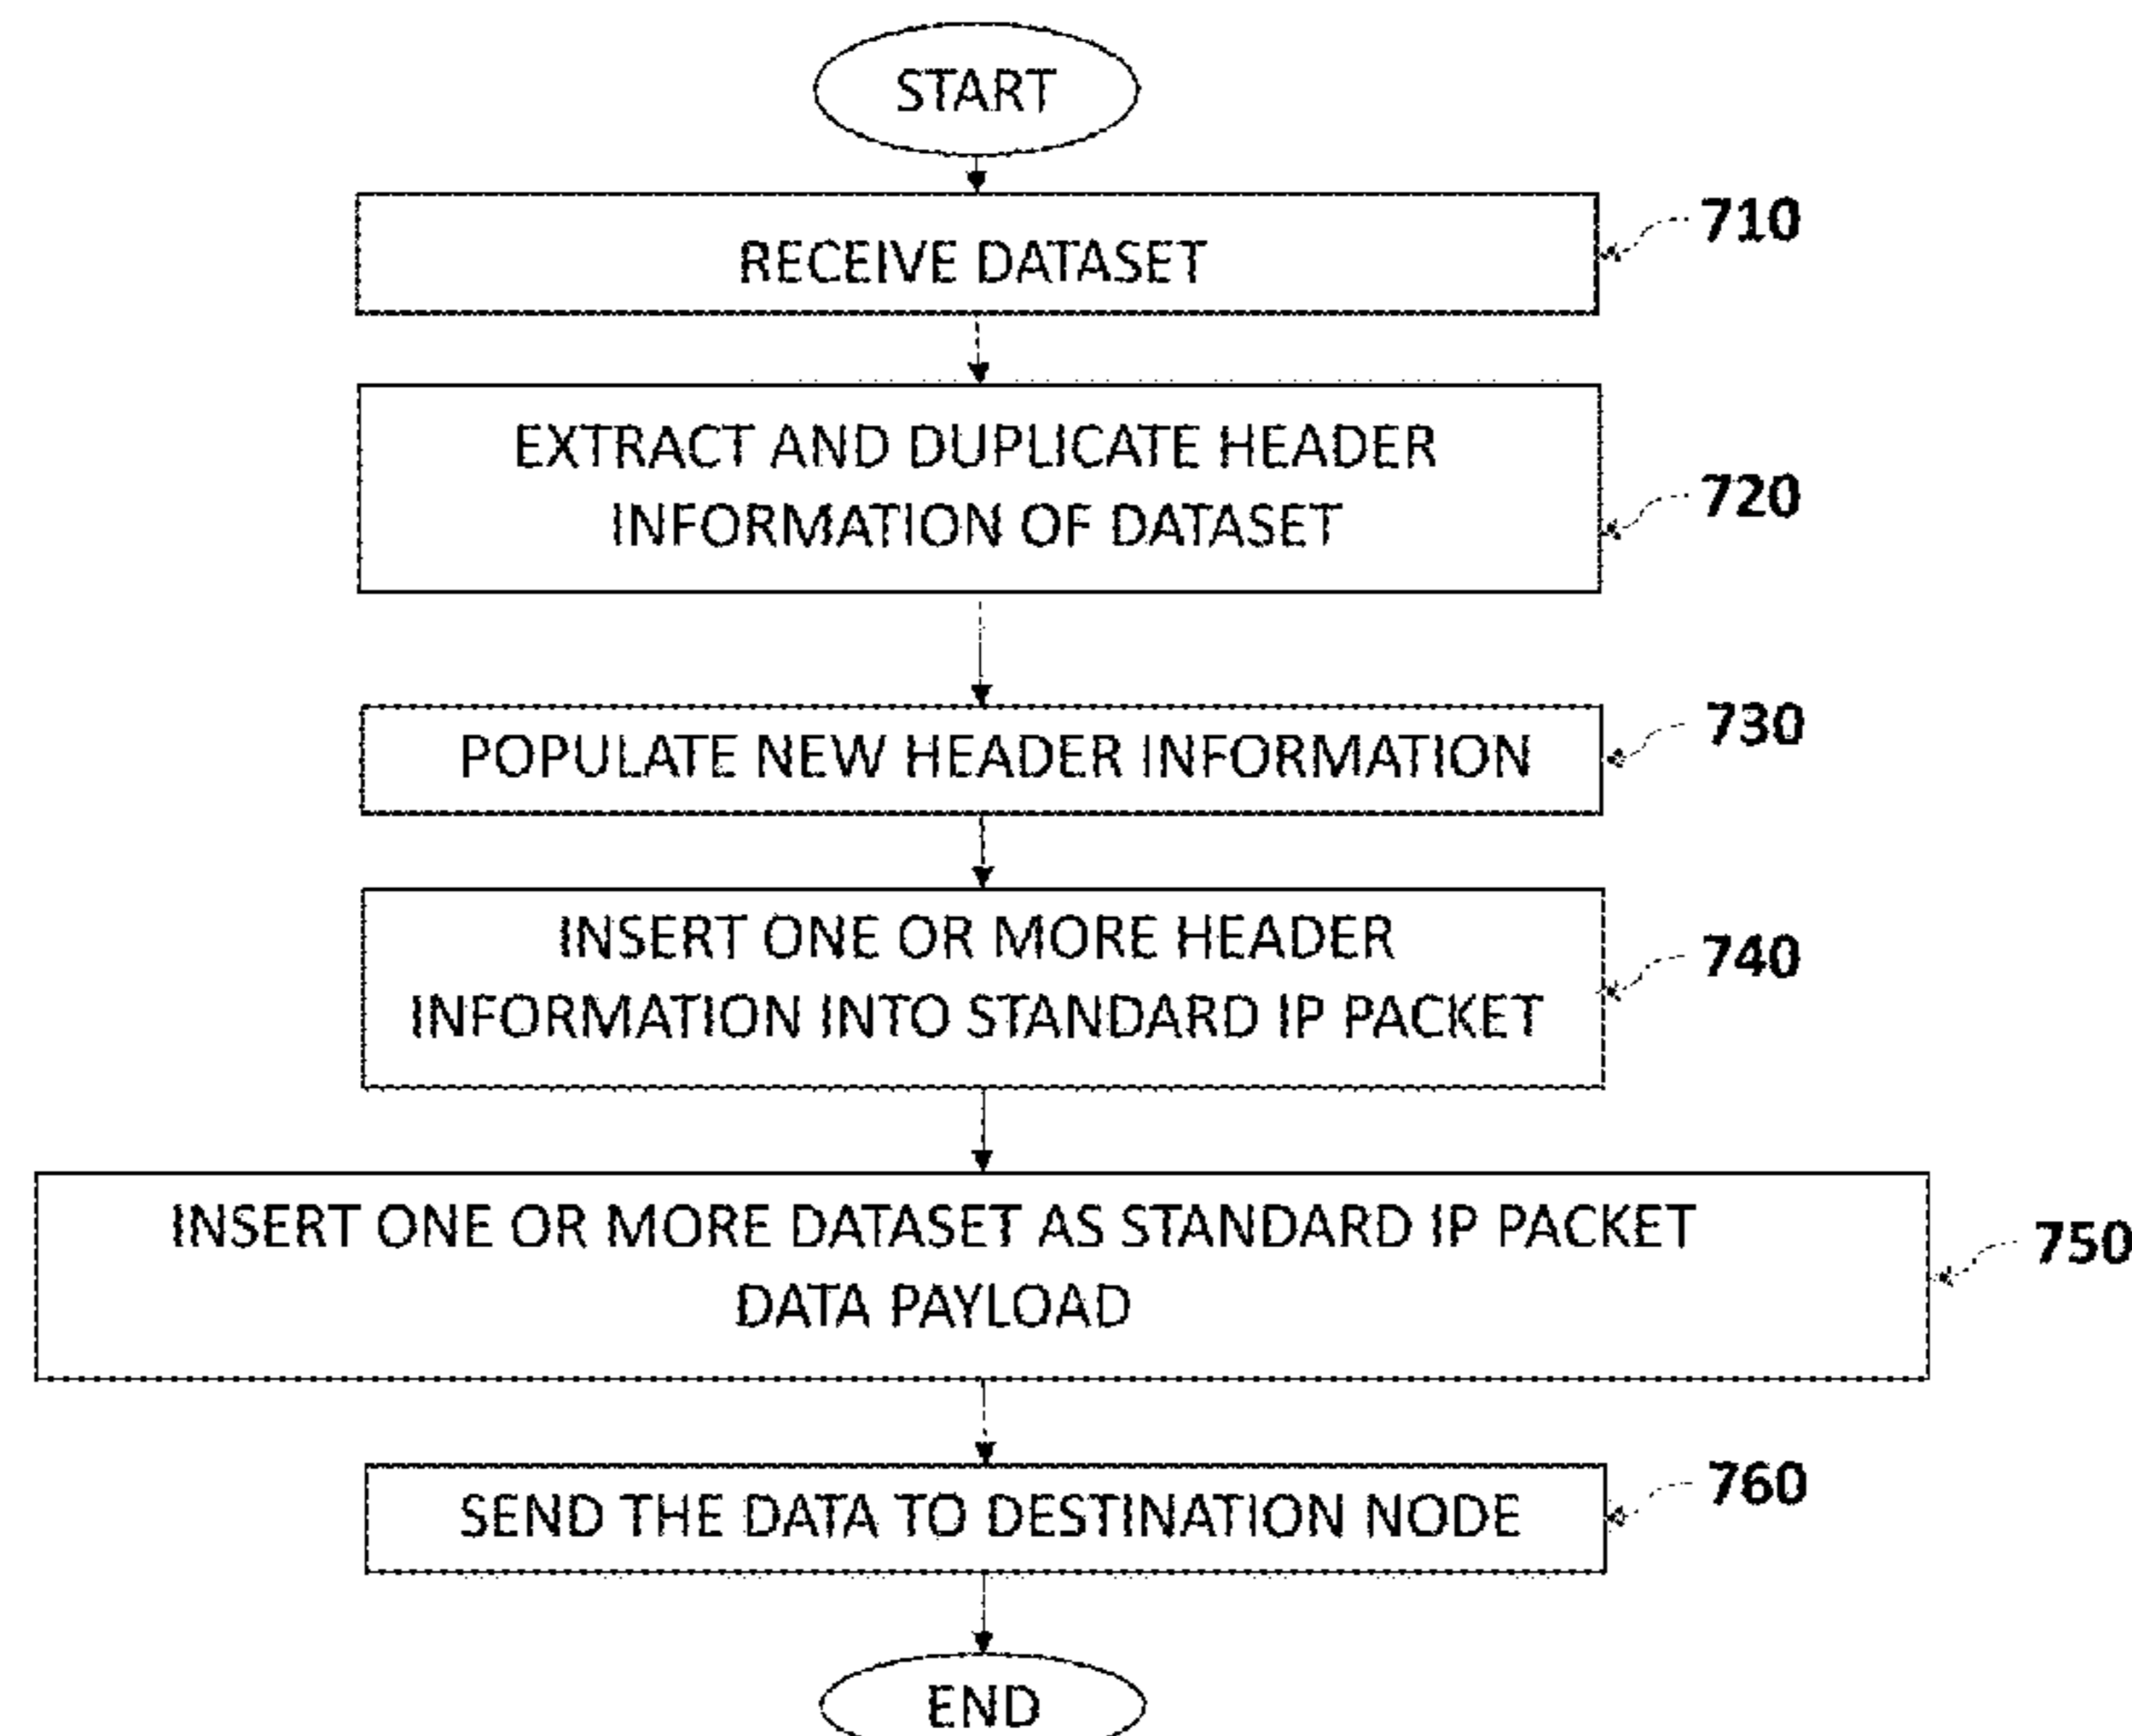 START
RECEIVE DATASET
710
EXTRACT AND DUPLICATE HEADER
INFORMATION OF DATASET
720
POPULATE NEW HEADER INFORMATION
730
INSERT ONE OR MORE HEADER
INFORMATION INTO STANDARD IP PACKET
740
INSERT ONE OR MORE DATASET AS STANDARD IP PACKET
DATA PAYLOAD
750
SEND THE DATA TO DESTINATION NODE
760
END